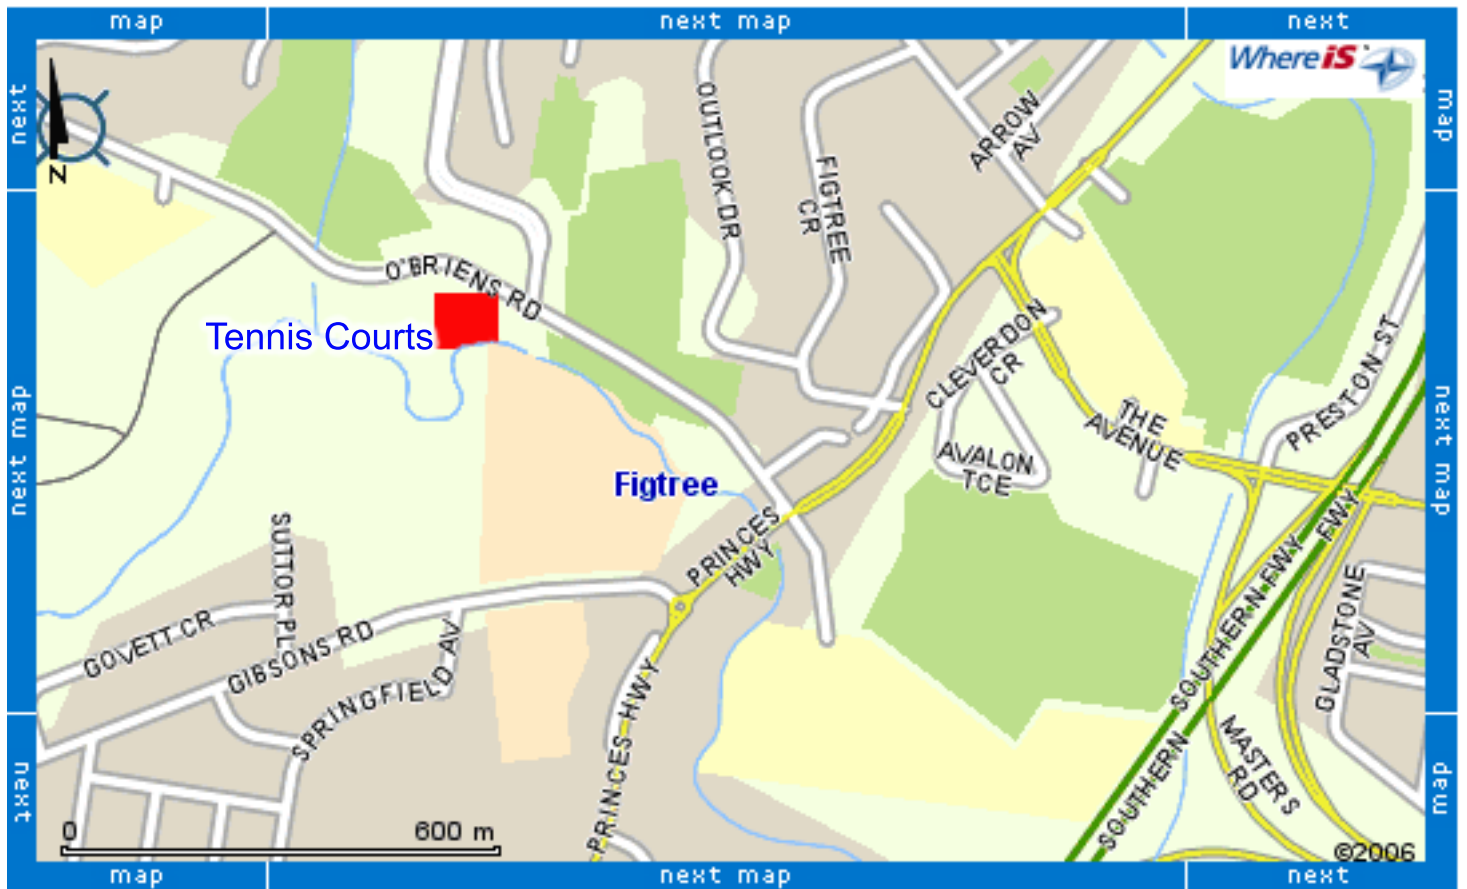 map
next map
next
next
WhereiS
map
N
OUTLOOK DR
FIGTREE
CR
ARROW
AV
O'BRIENS RD
Tennis Courts
CLEVERDON
CR
PRESTON ST
THE
AVENUE
AVALON
TCE
next map
next map
Figtree
PRINCES
HWY
SUTTOR PL
GOVETT CR
GIBSONS RD
SPRINGFIELD AV
PRINCES HWY
SOUTHERN FWY
FWY
SOUTHERN
GLADSTONE
AV
MASTERS
RD
next
map
0
600 m
©2006
map
next map
next